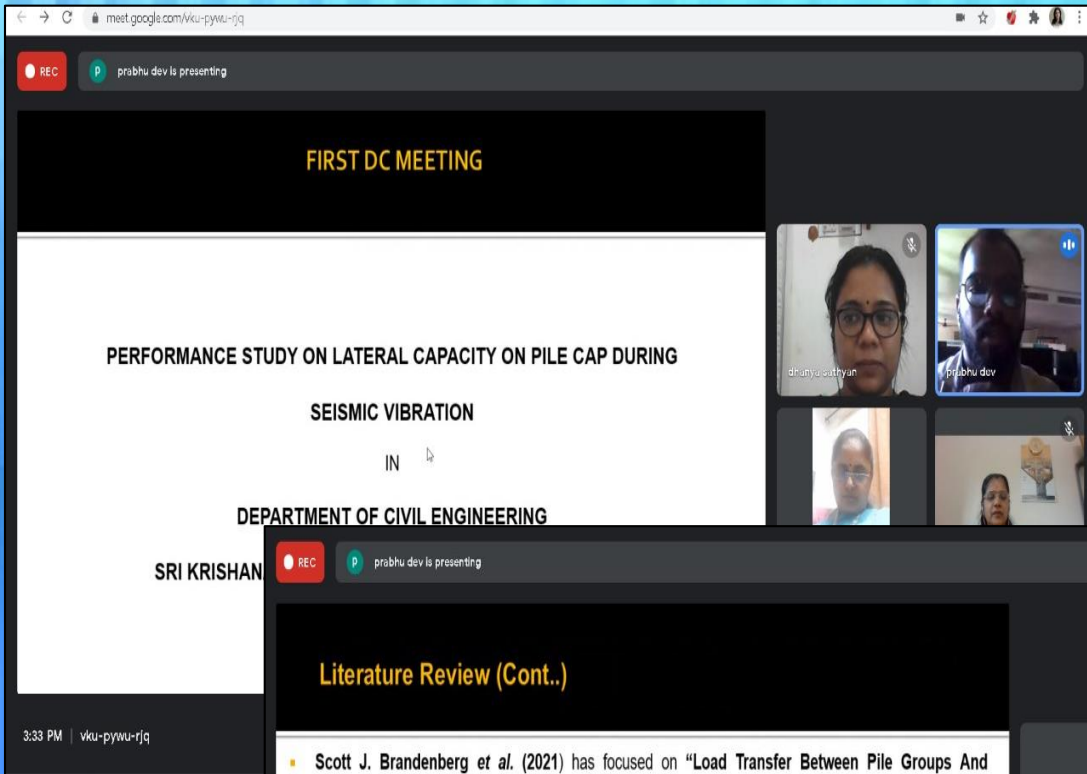 meet.google.com/vku-pywu-rjq
REC
P
prabhu dev is presenting
FIRST DC MEETING
PERFORMANCE STUDY ON LATERAL CAPACITY ON PILE CAP DURING
SEISMIC VIBRATION
IN
DEPARTMENT OF CIVIL ENGINEERING
SRI KRISHAN
dhanya sathyan
prabhu dev
3:33 PM | vku-pywu-rjq
REC
P
prabhu dev is presenting
Literature Review (Cont..)
Scott J. Brandenberg et al. (2021) has focused on “Load Transfer Between Pile Groups And